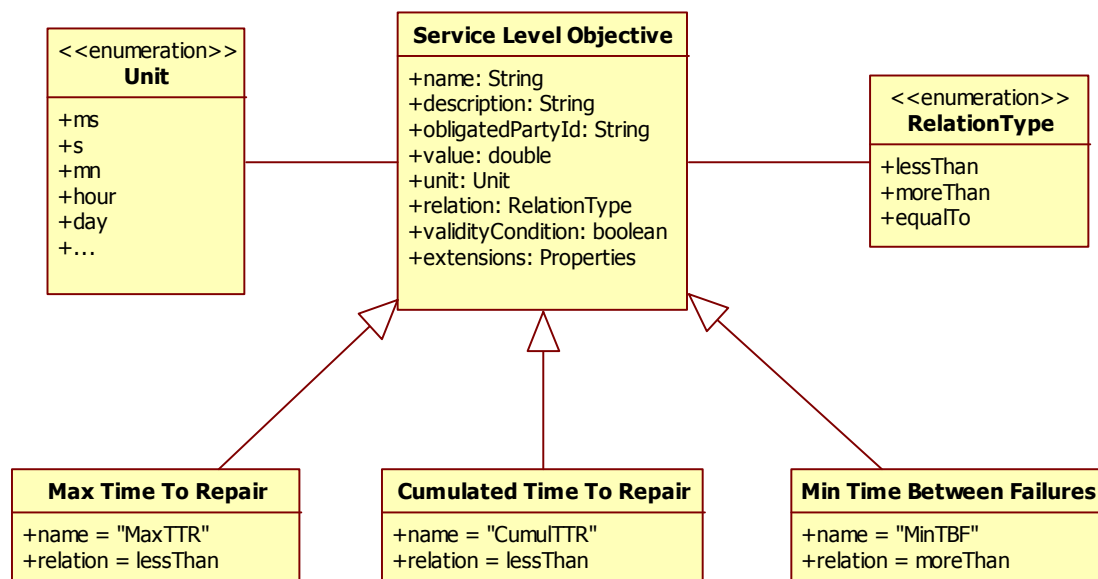 <<enumeration>>
Unit
+ms
+s
+mn
+hour
+day
+...
Service Level Objective
+name: String
+description: String
+obligatedPartyId: String
+value: double
+unit: Unit
+relation: RelationType
+validityCondition: boolean
+extensions: Properties
<<enumeration>>
RelationType
+lessThan
+moreThan
+equalTo
Max Time To Repair
+name = "MaxTTR"
+relation = lessThan
Cumulated Time To Repair
+name = "CumulTTR"
+relation = lessThan
Min Time Between Failures
+name = "MinTBF"
+relation = moreThan